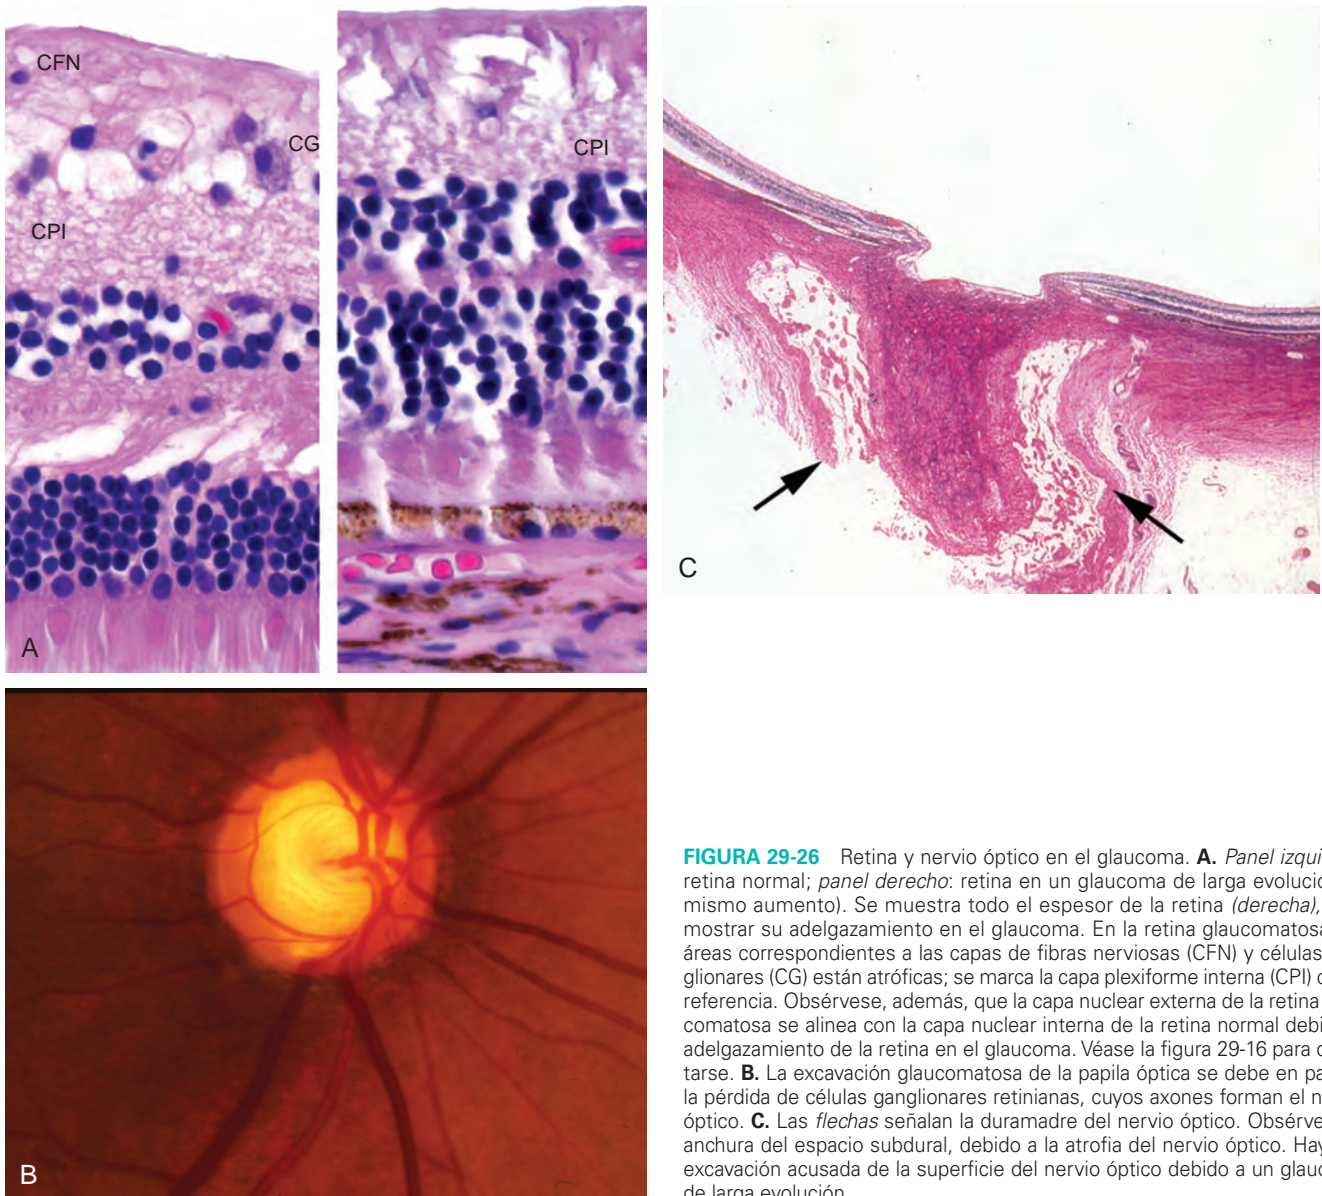 CFN
CG
CPI
CPI
A
C
B
FIGURA 29-26 Retina y nervio óptico en el glaucoma. A. Panel
retina normal; panel derecho: retina en un glaucoma de larga
mismo aumento). Se muestra todo el espesor de la retina (derecha),
mostrar su adelgazamiento en el glaucoma. En la retina glaucomatosa
áreas correspondientes a las capas de fibras nerviosas (CFN) y células
glionares (CG) están atróficas; se marca la capa plexiforme interna (CPI)
referencia. Obsérvese, además, que la capa nuclear externa de la retina
comatosa se alinea con la capa nuclear interna de la retina normal
adelgazamiento de la retina en el glaucoma. Véase la figura 29-16 para
tarse. B. La excavación glaucomatosa de la papila óptica se debe en
la pérdida de células ganglionares retinianas, cuyos axones forman el
óptico. C. Las flechas señalan la duramadre del nervio óptico.
anchura del espacio subdural, debido a la atrofia del nervio óptico.
excavación acusada de la superficie del nervio óptico debido a un
de larga evolución